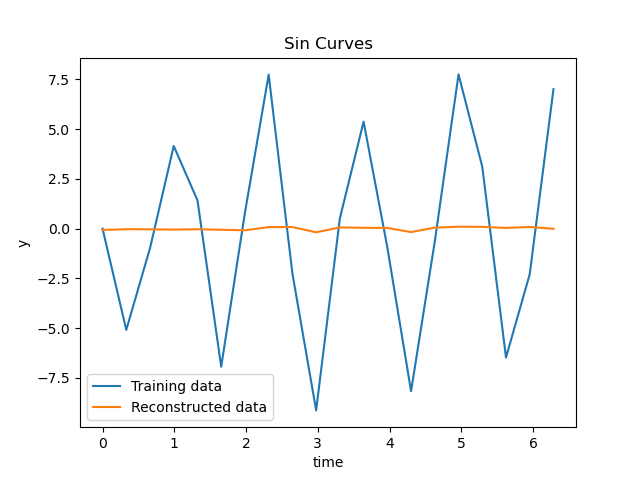 Sin Curves
7.5
5.0
2.5
0.0
−2.5
−5.0
−7.5
y
Training data
Reconstructed data
0 1 2 3 4 5 6
time